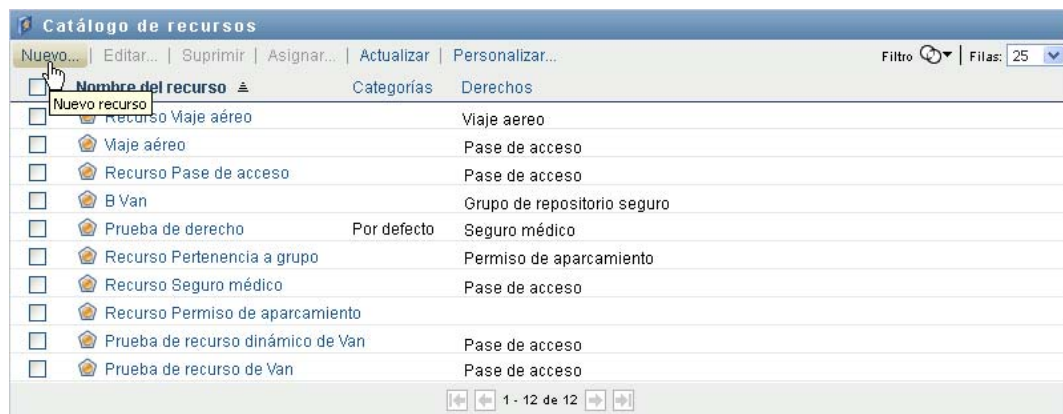 Catálogo de recursos
Nuevo... | Editar... | Suprimir | Asignar... | Actualizar | Personalizar... Filtro | Filas: 25
Nombre del recurso Categorías Derechos
Nuevo recurso
Recurso Viaje aéreo Viaje aereo
Viaje aéreo Pase de acceso
Recurso Pase de acceso Pase de acceso
B Van Grupo de repositorio seguro
Prueba de derecho Por defecto Seguro médico
Recurso Pertenencia a grupo Permiso de aparcamiento
Recurso Seguro médico Pase de acceso
Recurso Permiso de aparcamiento
Prueba de recurso dinámico de Van Pase de acceso
Prueba de recurso de Van Pase de acceso
1 - 12 de 12